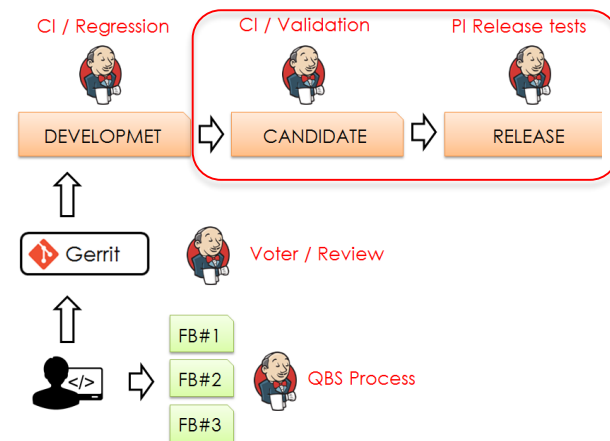 CI / Regression
CI / Validation
PI Release tests
DEVELOPMET
CANDIDATE
RELEASE
Gerrit
Voter / Review
</>
FB#1
FB#2
QBS Process
FB#3